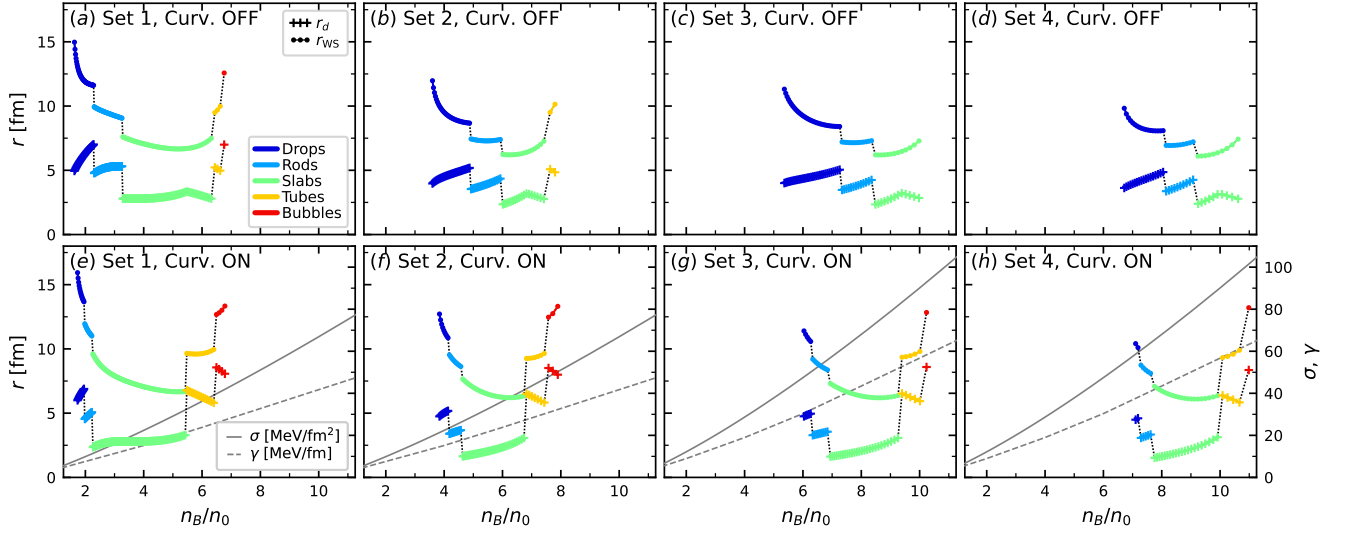 (a) Set 1, Curv. OFF
(b) Set 2, Curv. OFF
(c) Set 3, Curv. OFF
(d) Set 4, Curv. OFF
r_d
r_WS
15
10
5
0
r [fm]
Drops
Rods
Slabs
Tubes
Bubbles
(e) Set 1, Curv. ON
(f) Set 2, Curv. ON
(g) Set 3, Curv. ON
(h) Set 4, Curv. ON
15
10
5
0
r [fm]
σ [MeV/fm²]
γ [MeV/fm]
100
80
60
40
20
0
σ, γ
2 4 6 8 10
2 4 6 8 10
2 4 6 8 10
2 4 6 8 10
n_B/n_0
n_B/n_0
n_B/n_0
n_B/n_0